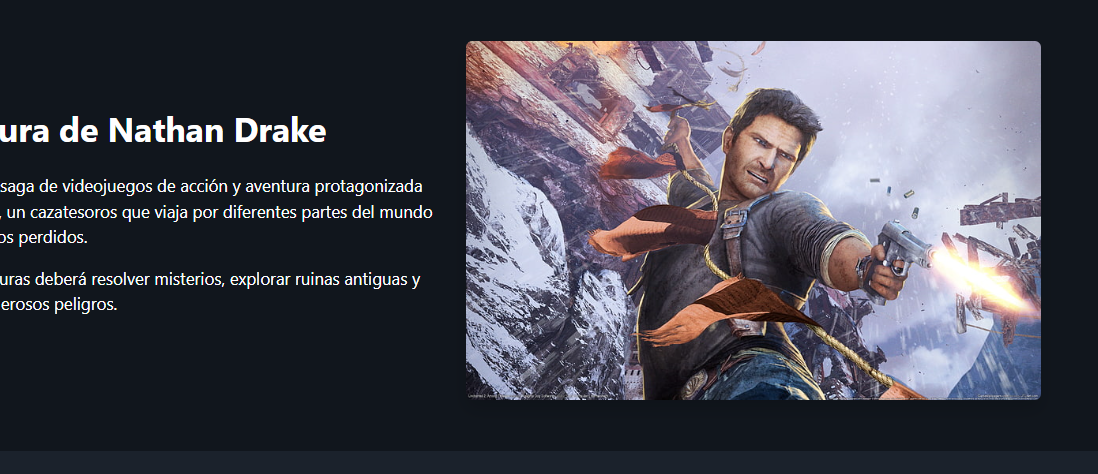 ura de Nathan Drake
saga de videojuegos de acción y aventura protagonizada
, un cazatesoros que viaja por diferentes partes del mundo
os perdidos.
uras deberá resolver misterios, explorar ruinas antiguas y
erosos peligros.